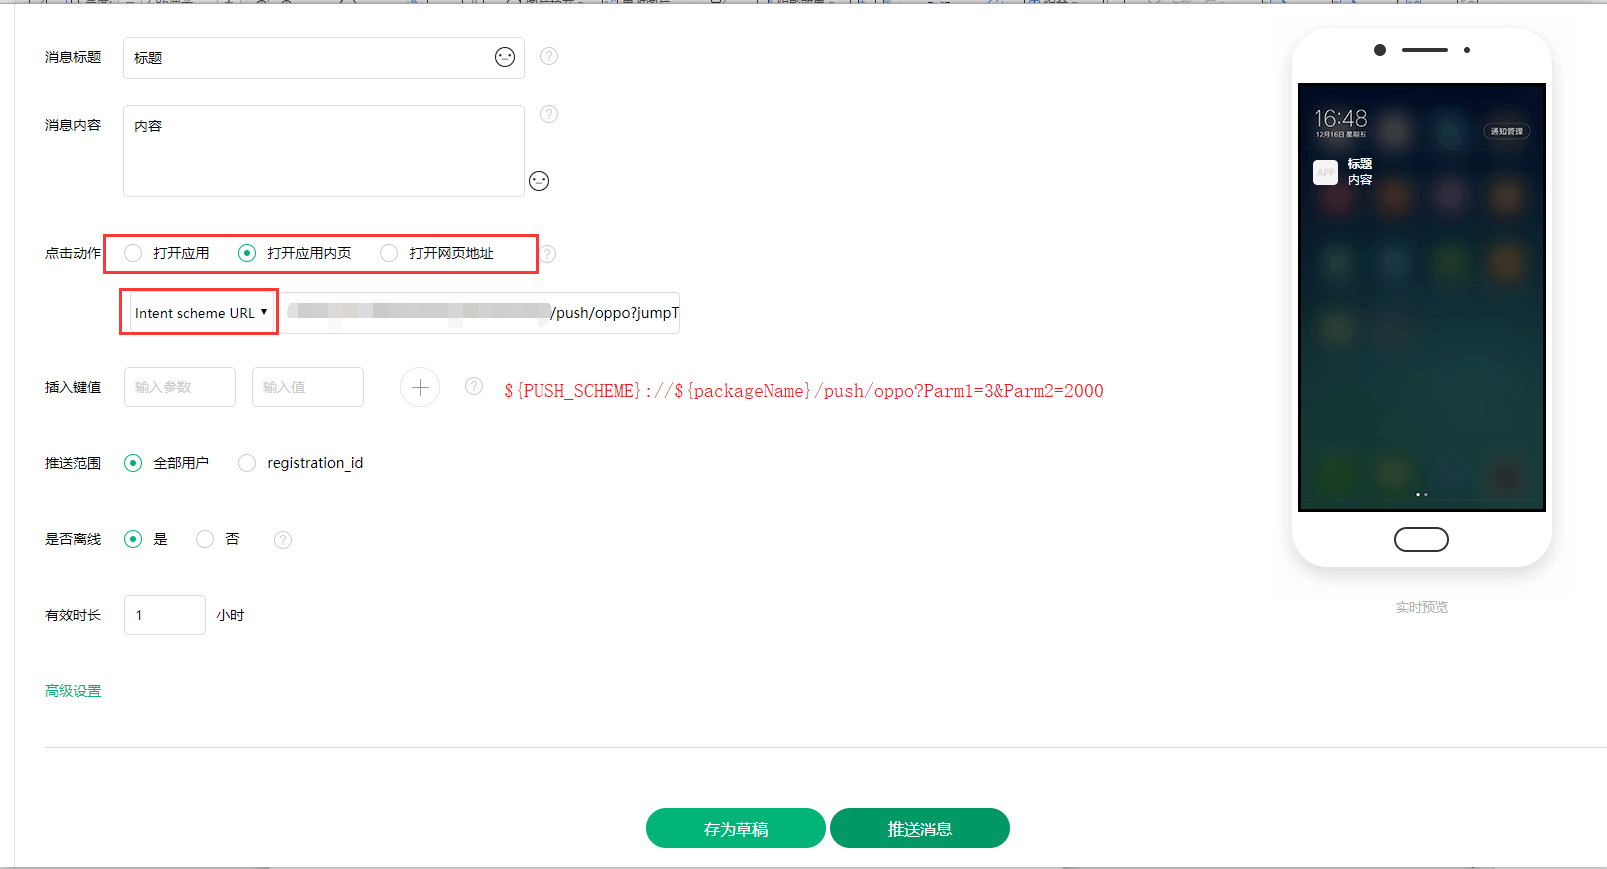 消息标题
标题
消息内容
内容
点击动作
打开应用
打开应用内页
打开网页地址
Intent scheme URL
/push/oppo?jumpT
插入键值
输入参数
输入值
${PUSH_SCHEME}://${packageName}/push/oppo?Parm1=3&Parm2=2000
推送范围
全部用户
registration_id
是否离线
是
否
有效时长
1
小时
高级设置
存为草稿
推送消息
16:48
12月16日 星期五
通知管理
APP
标题
内容
实时预览